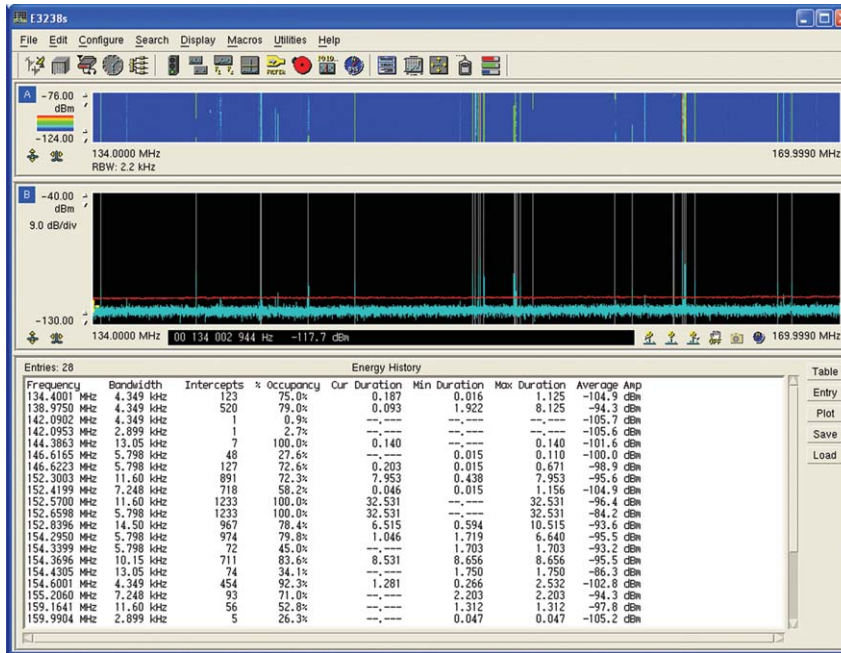 E3238s
File Edit Configure Search Display Macros Utilities Help
A -76.00
dBm
-124.00
134.0000 MHz 169.9990 MHz
RBW: 2.2 kHz
B -40.00
dBm
9.0 dB/div
-130.00
134.0000 MHz 00 134 002 944 Hz -117.7 dBm 169.9990 MHz
Entries: 28 Energy History Table
Frequency Bandwidth Intercepts % Occupancy Cur Duration Min Duration Max Duration Average Amp
134.4001 MHz 4.349 kHz 123 75.0% 0.187 0.016 1.125 -104.9 dBm
Entry
138.9750 MHz 4.349 kHz 520 79.0% 0.093 1.922 8.125 -94.3 dBm
142.0902 MHz 4.349 kHz 1 0.9% --.--- --.--- --.--- -105.7 dBm
Plot
142.0953 MHz 2.899 kHz 1 2.7% --.--- --.--- --.--- -105.6 dBm
144.3863 MHz 13.05 kHz 7 100.0% 0.140 --.--- 0.140 -101.6 dBm
Save
146.6165 MHz 5.798 kHz 48 27.6% --.--- 0.015 0.110 -100.0 dBm
146.6223 MHz 5.798 kHz 127 72.6% 0.203 0.015 0.671 -98.9 dBm
Load
152.3003 MHz 11.60 kHz 891 72.3% 7.953 0.438 7.953 -95.6 dBm
152.4199 MHz 7.248 kHz 718 58.2% 0.046 0.015 1.156 -104.9 dBm
152.5700 MHz 11.60 kHz 1233 100.0% 32.531 --.--- 32.531 -96.4 dBm
152.6598 MHz 5.798 kHz 1233 100.0% 32.531 --.--- 32.531 -84.2 dBm
152.8396 MHz 14.50 kHz 967 78.4% 6.515 0.594 10.515 -93.6 dBm
154.2950 MHz 5.798 kHz 974 79.8% 1.046 1.719 6.640 -95.5 dBm
154.3399 MHz 5.798 kHz 72 45.0% --.--- 1.703 1.703 -93.2 dBm
154.3696 MHz 10.15 kHz 711 83.6% 8.531 8.656 8.656 -95.5 dBm
154.4305 MHz 13.05 kHz 74 34.1% --.--- 1.750 1.750 -86.3 dBm
154.6001 MHz 4.349 kHz 454 92.3% 1.281 0.266 2.532 -102.8 dBm
155.2060 MHz 7.248 kHz 93 71.0% --.--- 2.203 2.203 -94.3 dBm
159.1641 MHz 11.60 kHz 56 52.8% --.--- 1.312 1.312 -97.8 dBm
159.9904 MHz 2.899 kHz 5 26.3% --.--- 0.047 0.047 -105.2 dBm